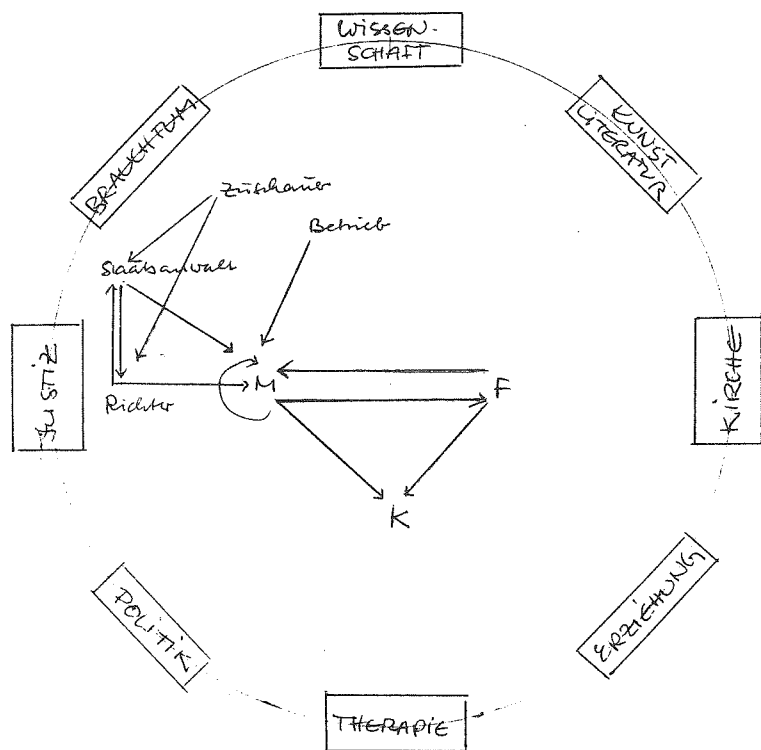 WISSEN-
SCHAFT
KUNST
LITERATUR
BRAUCHTUM
Zuschauer
Betrieb
Staatsanwalt
JUSTIZ
Richter
M
F
KIRCHE
K
ERZIEHUNG
POLITIK
THERAPIE